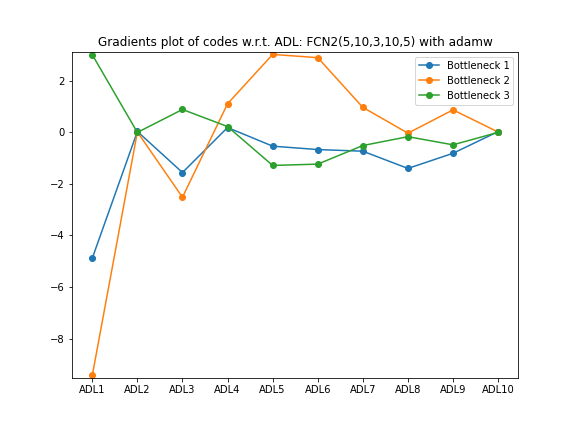 Gradients plot of codes w.r.t. ADL: FCN2(5,10,3,10,5) with adamw
Bottleneck 1
Bottleneck 2
Bottleneck 3
2
0
−2
−4
−6
−8
ADL1 ADL2 ADL3 ADL4 ADL5 ADL6 ADL7 ADL8 ADL9 ADL10